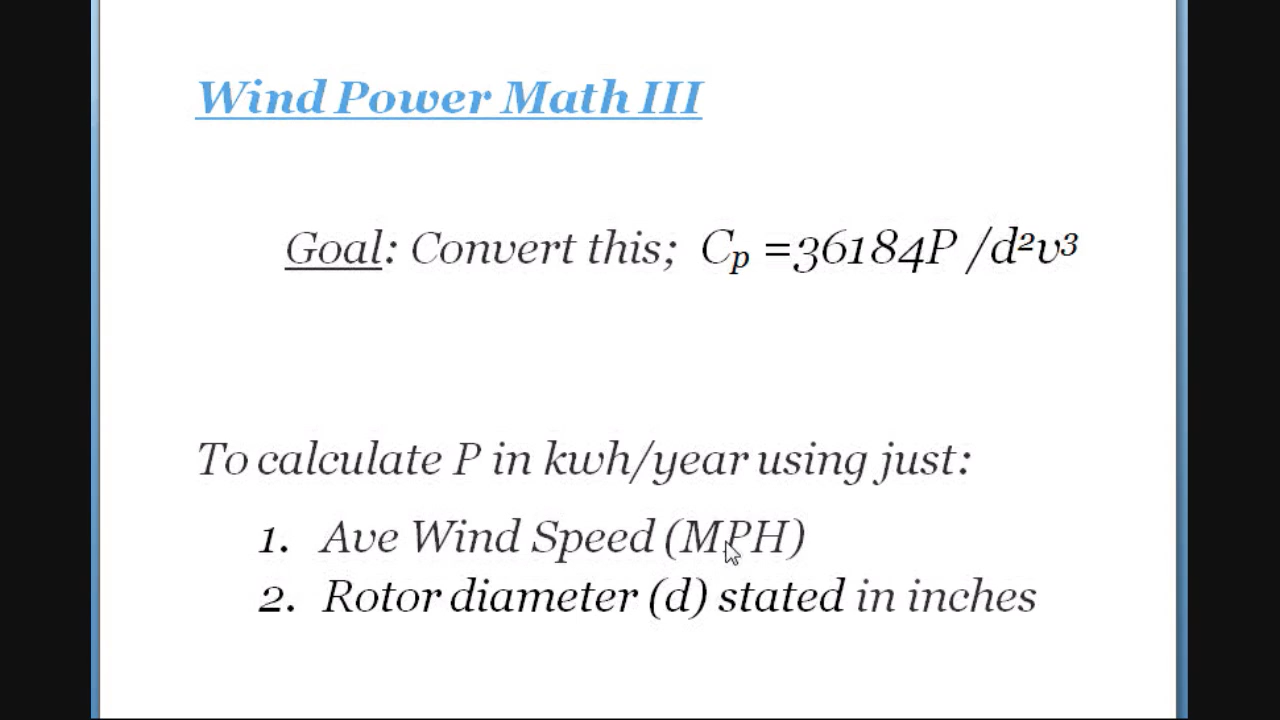 Wind Power Math III
Goal: Convert this; Cₚ =36184P /d²v³
To calculate P in kwh/year using just:
1. Ave Wind Speed (MPH)
2. Rotor diameter (d) stated in inches